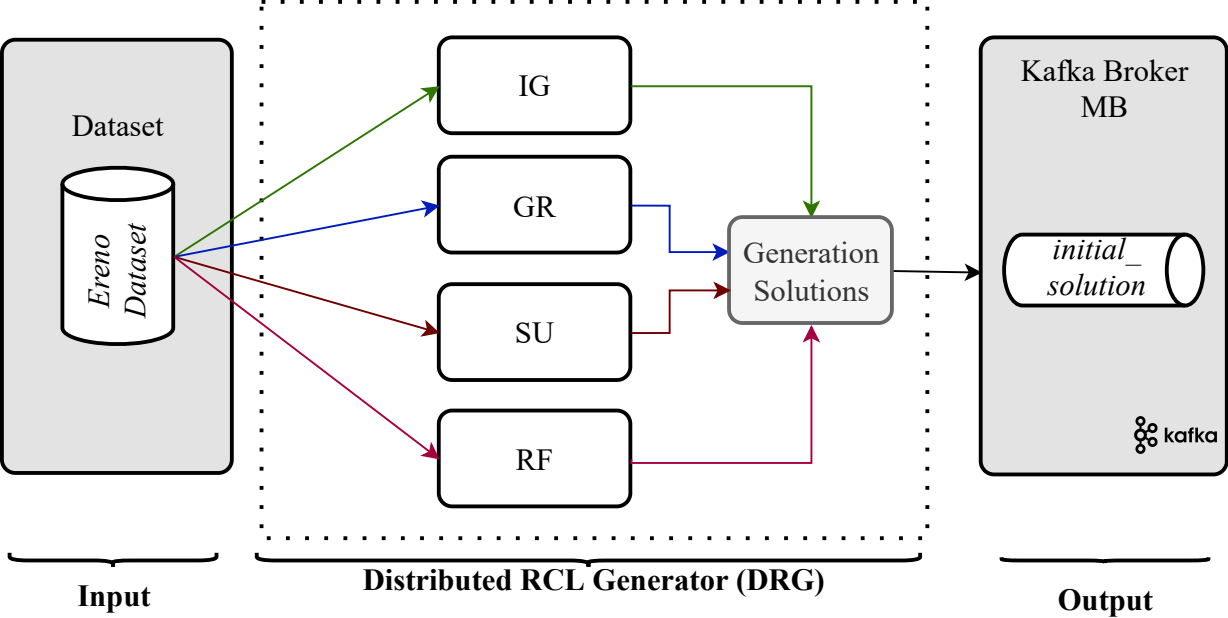 Dataset
Ereno
Dataset
IG
GR
SU
RF
Generation
Solutions
Kafka Broker
MB
initial_
solution
kafka
Input
Distributed RCL Generator (DRG)
Output